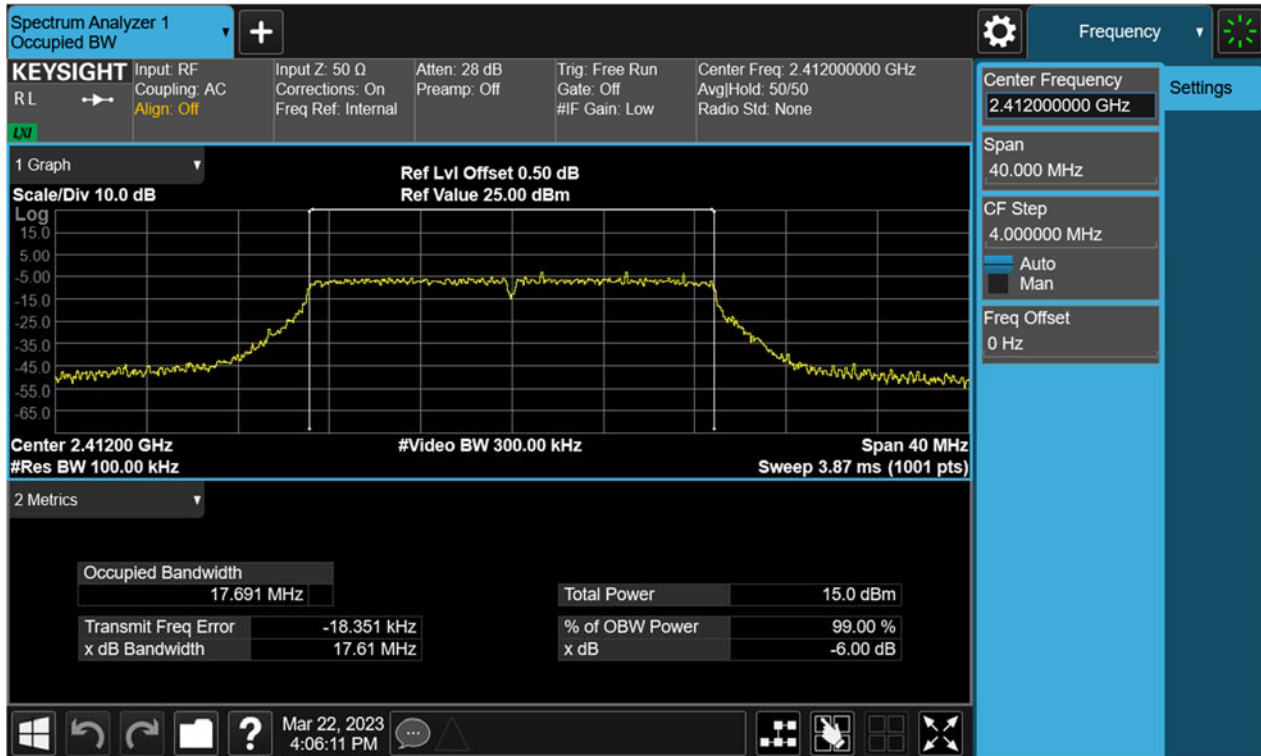 Spectrum Analyzer 1
Occupied BW
+
Frequency
KEYSIGHT
RL
LXI
Input: RF
Coupling: AC
Align: Off
Input Z: 50 Ω
Corrections: On
Freq Ref: Internal
Atten: 28 dB
Preamp: Off
Trig: Free Run
Gate: Off
#IF Gain: Low
Center Freq: 2.412000000 GHz
Avg|Hold: 50/50
Radio Std: None
Center Frequency
2.412000000 GHz
Settings
Span
40.000 MHz
CF Step
4.000000 MHz
Auto
Man
Freq Offset
0 Hz
1 Graph
Scale/Div 10.0 dB
Ref Lvl Offset 0.50 dB
Ref Value 25.00 dBm
Log
15.0
5.00
-5.00
-15.0
-25.0
-35.0
-45.0
-55.0
-65.0
Center 2.41200 GHz
#Video BW 300.00 kHz
Span 40 MHz
#Res BW 100.00 kHz
Sweep 3.87 ms (1001 pts)
2 Metrics
Occupied Bandwidth
17.691 MHz
Total Power 15.0 dBm
Transmit Freq Error -18.351 kHz
% of OBW Power 99.00 %
x dB Bandwidth 17.61 MHz
x dB -6.00 dB
?
Mar 22, 2023
4:06:11 PM